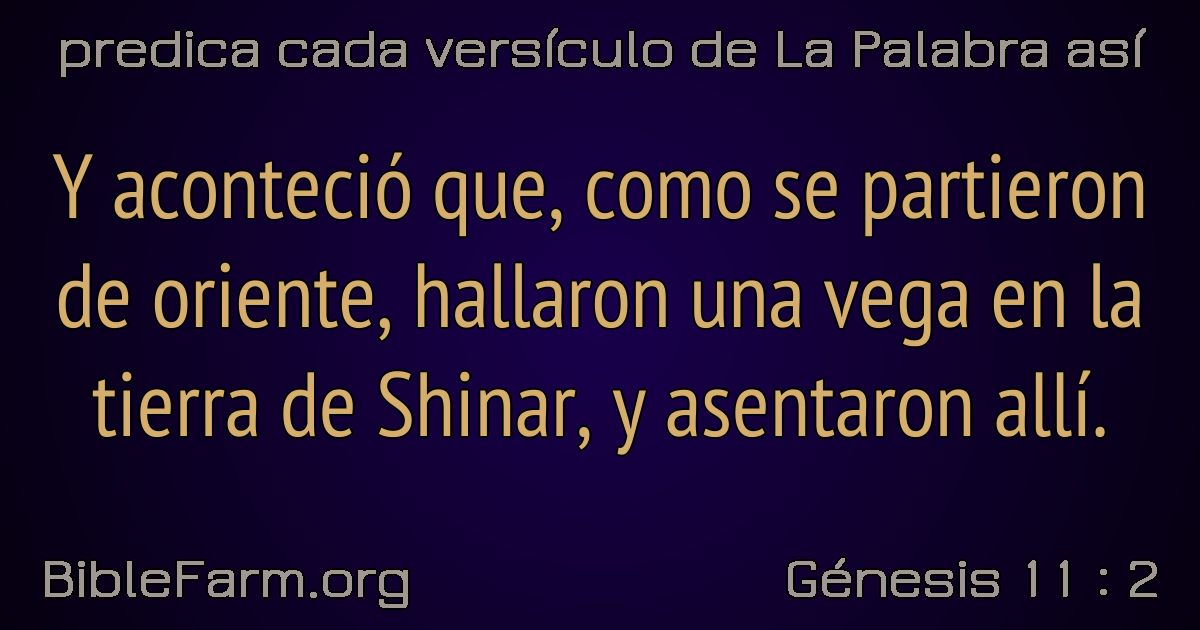 predica cada versículo de La Palabra así
Y aconteció que, como se partieron
de oriente, hallaron una vega en la
tierra de Shinar, y asentaron allí.
BibleFarm.org
Génesis 11 : 2